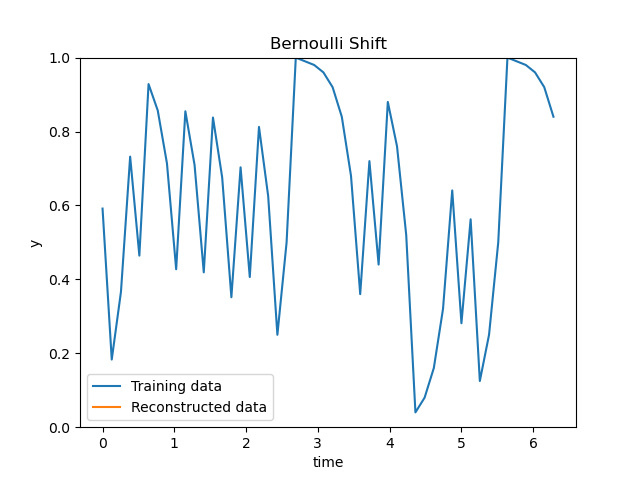 Bernoulli Shift
1.0
0.8
0.6
0.4
0.2
0.0
y
Training data
Reconstructed data
0 1 2 3 4 5 6
time